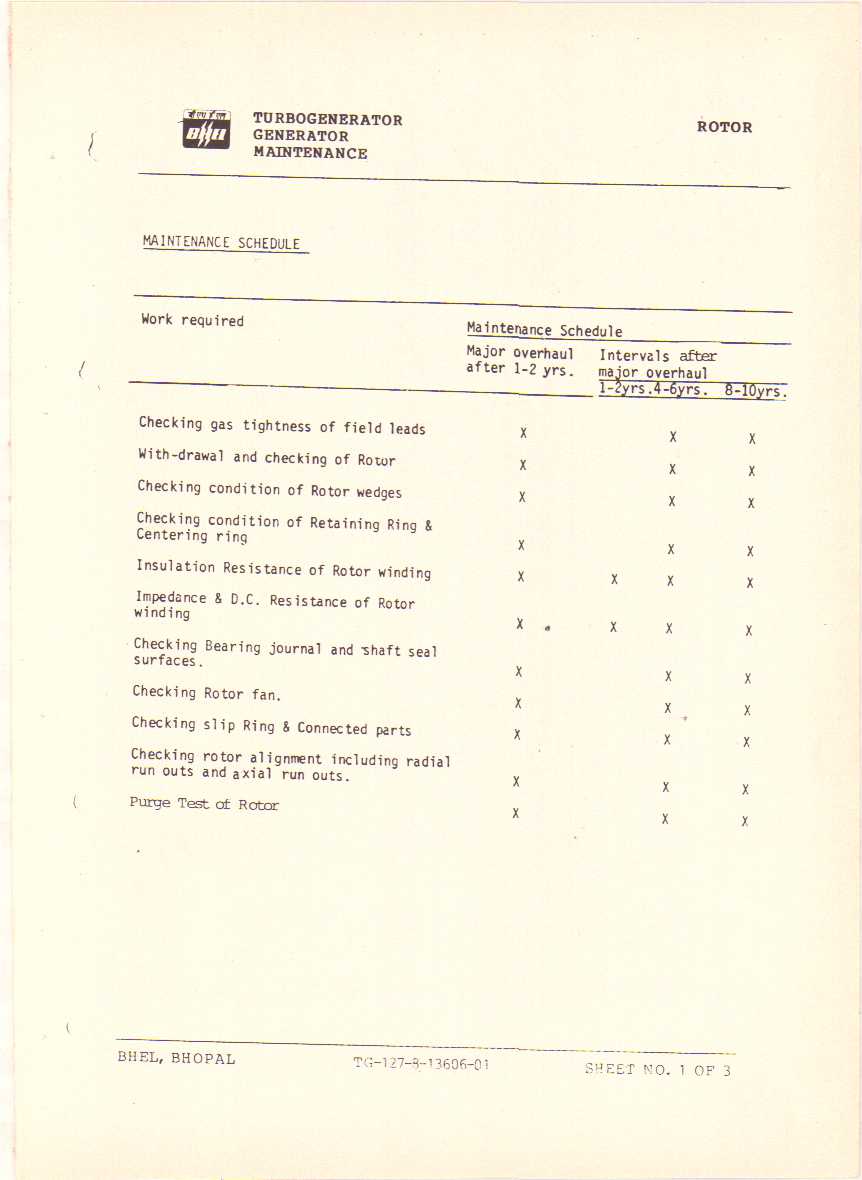 BHEL
TURBOGENERATOR
GENERATOR
MAINTENANCE
ROTOR
MAINTENANCE SCHEDULE
Work required
Maintenance Schedule
Major overhaul after 1-2 yrs.
Intervals after major overhaul
1-2yrs. 4-6yrs. 8-10yrs.
Checking gas tightness of field leads X X X
With-drawal and checking of Rotor X X X
Checking condition of Rotor wedges X X X
Checking condition of Retaining Ring &
Centering ring X X X
Insulation Resistance of Rotor winding X X X X
Impedance & D.C. Resistance of Rotor
winding X X X X
Checking Bearing journal and shaft seal
surfaces. X X X
Checking Rotor fan. X X X
Checking slip Ring & Connected parts X X X
Checking rotor alignment including radial
run outs and axial run outs. X X X
Purge Test of Rotor X X X
BHEL, BHOPAL
TG-127-8-13606-01
SHEET NO. 1 OF 3